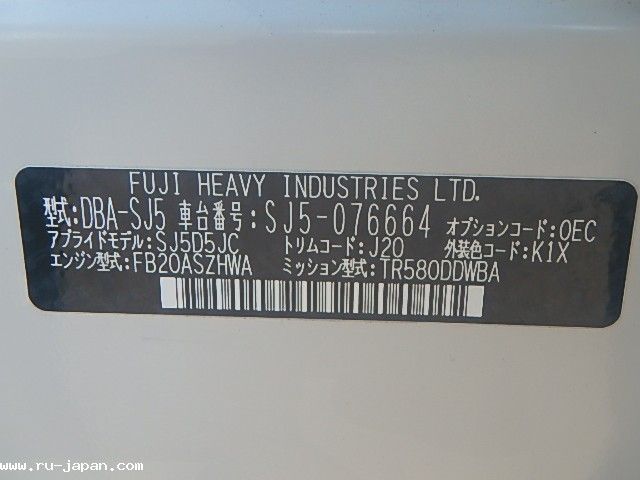 FUJI HEAVY INDUSTRIES LTD.
型式:DBA-SJ5 車台番号:SJ5-076664 オプションコード:OEC
アプライドモデル:SJ5D5JC トリムコード:J20 外装色コード:K1X
エンジン型式:FB20ASZHWA ミッション型式:TR580DDWBA
www.ru-japan.com